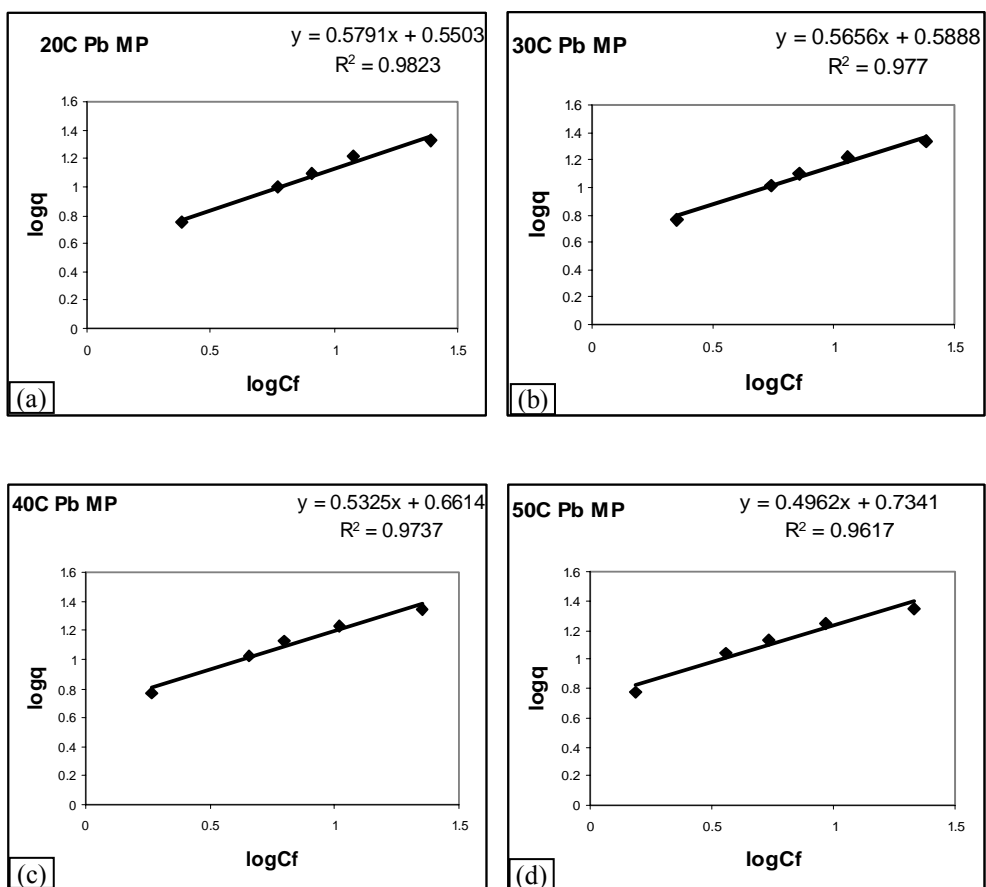 20C Pb MP
y = 0.5791x + 0.5503
R² = 0.9823
1.6
1.4
1.2
1
0.8
0.6
0.4
0.2
0
logq
0 0.5 1 1.5
logCf
(a)
30C Pb MP
y = 0.5656x + 0.5888
R² = 0.977
1.6
1.4
1.2
1
0.8
0.6
0.4
0.2
0
logq
0 0.5 1 1.5
logCf
(b)
40C Pb MP
y = 0.5325x + 0.6614
R² = 0.9737
1.6
1.4
1.2
1
0.8
0.6
0.4
0.2
0
logq
0 0.5 1 1.5
logCf
(c)
50C Pb MP
y = 0.4962x + 0.7341
R² = 0.9617
1.6
1.4
1.2
1
0.8
0.6
0.4
0.2
0
logq
0 0.5 1 1.5
logCf
(d)